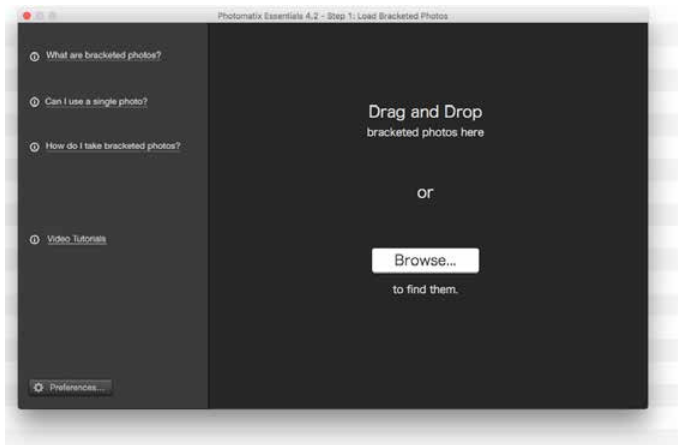 Photomatix Essentials 4.2 - Step 1: Load Bracketed Photos
What are bracketed photos?
Can I use a single photo?
How do I take bracketed photos?
Video Tutorials
Preferences...
Drag and Drop
bracketed photos here
or
Browse...
to find them.